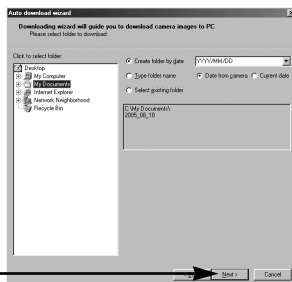 Auto download wizard
Downloading wizard will guide you to download camera images to PC
Please select folder to download
Click to select folder:
Desktop
My Computer
My Documents
Internet Explorer
Network Neighborhood
Recycle Bin
Create folder by date
YYYY/MM/DD
Type folder name
Date from camera
Current date
Select existing folder
C:\My Documents\
2005_08_18
Next >
Cancel